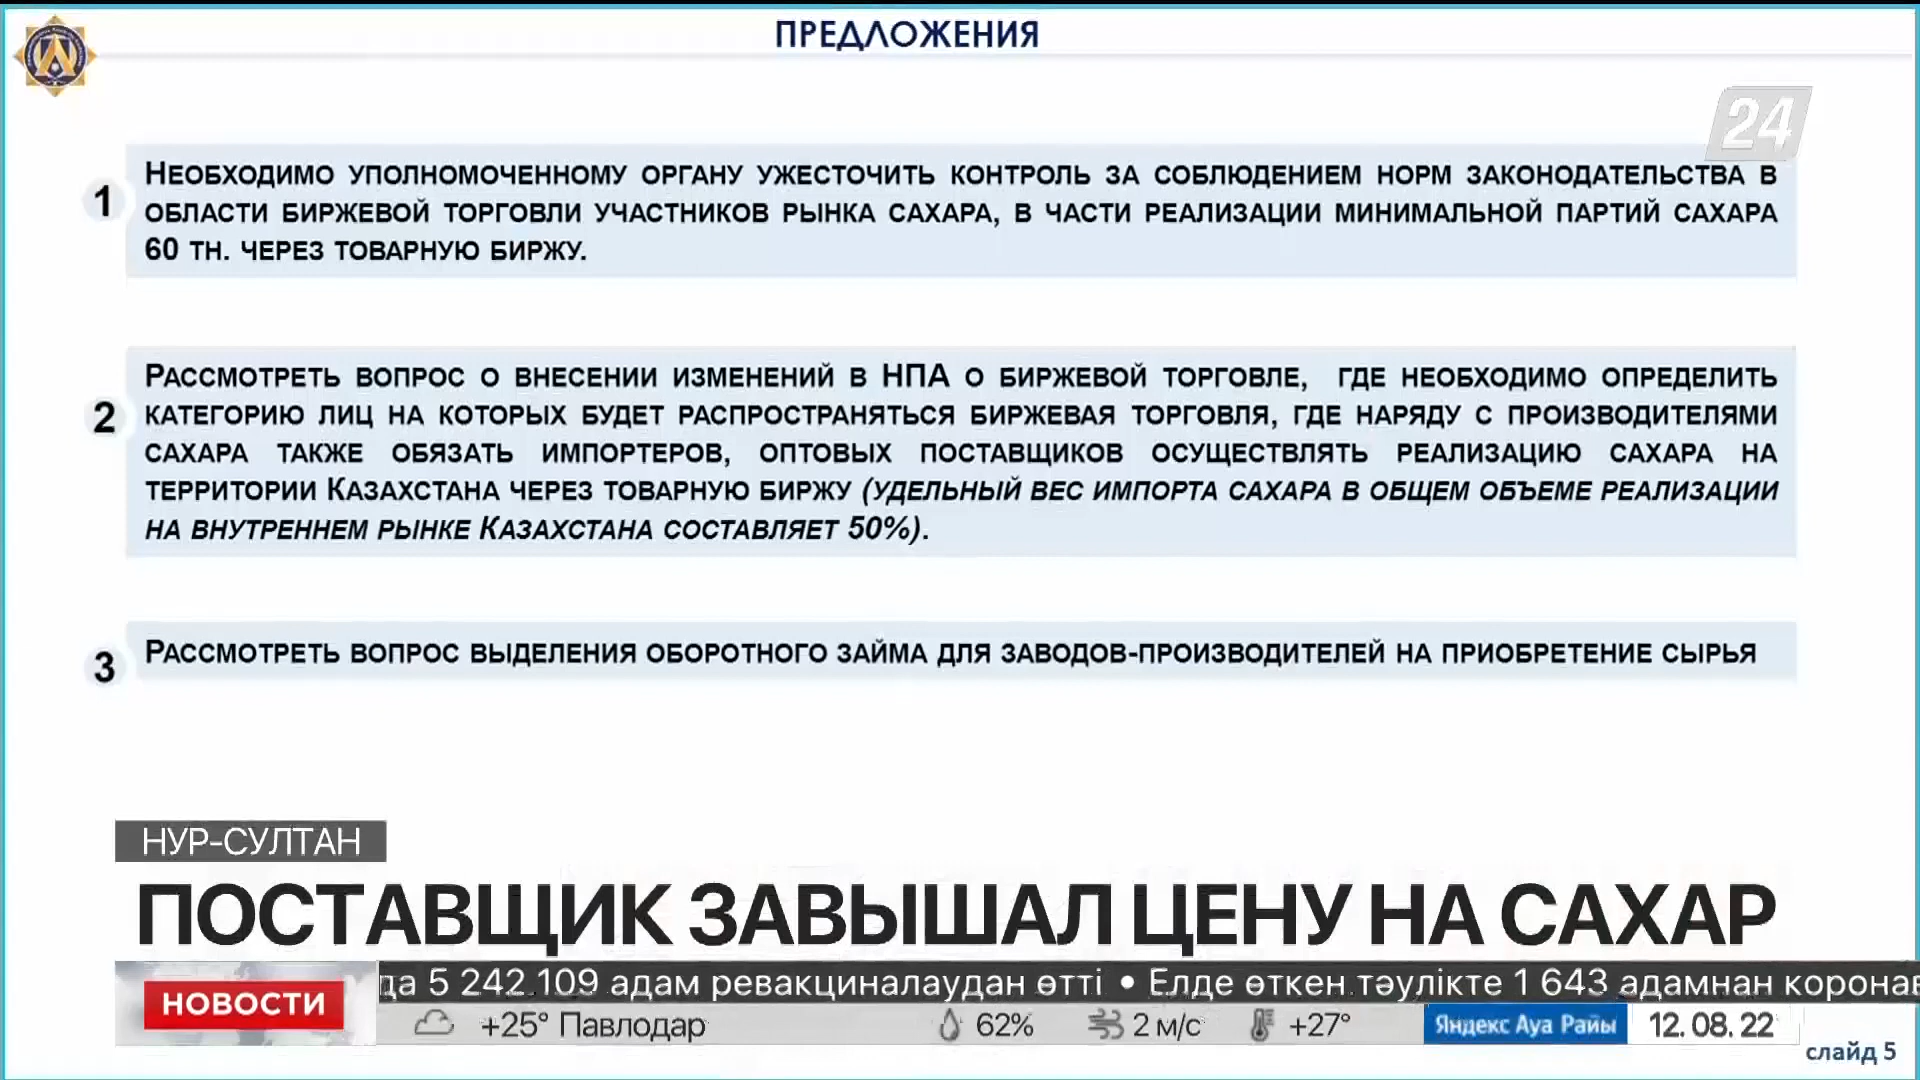 ПРЕДЛОЖЕНИЯ
24
1
НЕОБХОДИМО УПОЛНОМОЧЕННОМУ ОРГАНУ УЖЕСТОЧИТЬ КОНТРОЛЬ ЗА СОБЛЮДЕНИЕМ НОРМ ЗАКОНОДАТЕЛЬСТВА В
ОБЛАСТИ БИРЖЕВОЙ ТОРГОВЛИ УЧАСТНИКОВ РЫНКА САХАРА, В ЧАСТИ РЕАЛИЗАЦИИ МИНИМАЛЬНОЙ ПАРТИЙ САХАРА
60 ТН. ЧЕРЕЗ ТОВАРНУЮ БИРЖУ.
2
РАССМОТРЕТЬ ВОПРОС О ВНЕСЕНИИ ИЗМЕНЕНИЙ В НПА О БИРЖЕВОЙ ТОРГОВЛЕ, ГДЕ НЕОБХОДИМО ОПРЕДЕЛИТЬ
КАТЕГОРИЮ ЛИЦ НА КОТОРЫХ БУДЕТ РАСПРОСТРАНЯТЬСЯ БИРЖЕВАЯ ТОРГОВЛЯ, ГДЕ НАРЯДУ С ПРОИЗВОДИТЕЛЯМИ
САХАРА ТАКЖЕ ОБЯЗАТЬ ИМПОРТЕРОВ, ОПТОВЫХ ПОСТАВЩИКОВ ОСУЩЕСТВЛЯТЬ РЕАЛИЗАЦИЮ САХАРА НА
ТЕРРИТОРИИ КАЗАХСТАНА ЧЕРЕЗ ТОВАРНУЮ БИРЖУ (УДЕЛЬНЫЙ ВЕС ИМПОРТА САХАРА В ОБЩЕМ ОБЪЕМЕ РЕАЛИЗАЦИИ
НА ВНУТРЕННЕМ РЫНКЕ КАЗАХСТАНА СОСТАВЛЯЕТ 50%).
3
РАССМОТРЕТЬ ВОПРОС ВЫДЕЛЕНИЯ ОБОРОТНОГО ЗАЙМА ДЛЯ ЗАВОДОВ-ПРОИЗВОДИТЕЛЕЙ НА ПРИОБРЕТЕНИЕ СЫРЬЯ
НУР-СУЛТАН
ПОСТАВЩИК ЗАВЫШАЛ ЦЕНУ НА САХАР
НОВОСТИ
да 5 242 109 адам ревакциналаудан өтті • Елде өткен тәулікте 1 643 адамнан коронав
+25° Павлодар 62% 2 м/с +27° Яндекс Ауа Райы 12. 08. 22
слайд 5